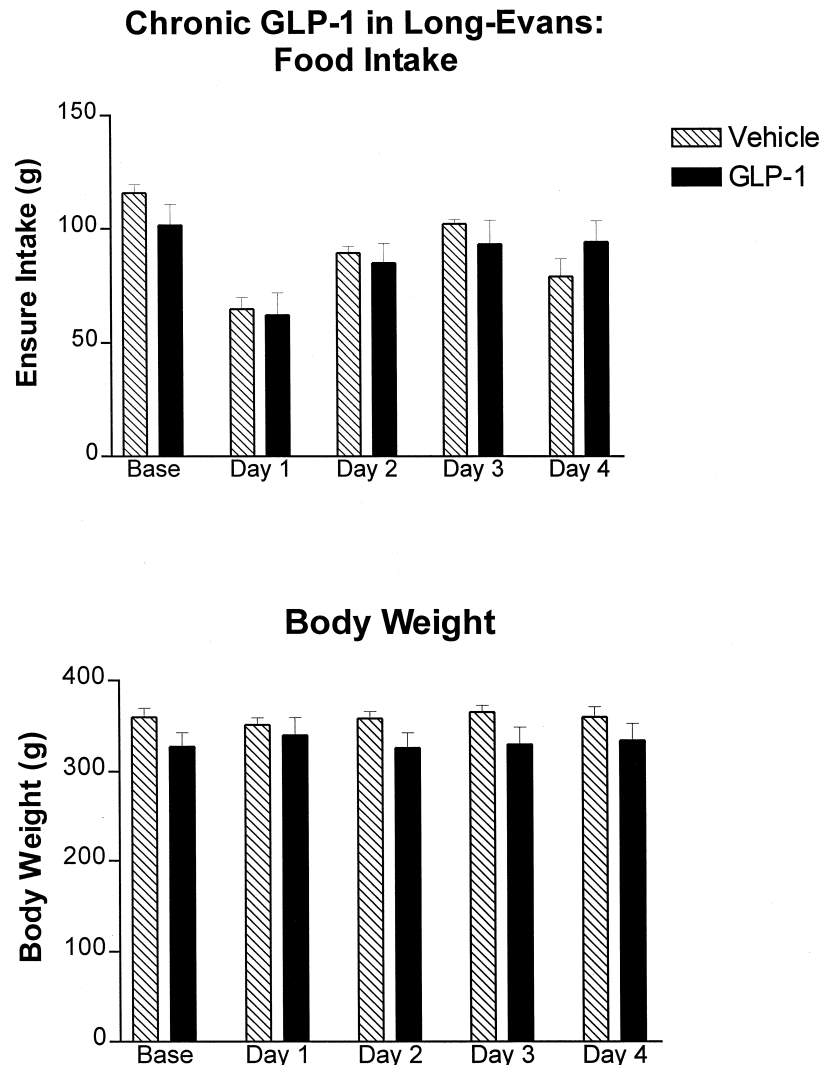 Chronic GLP-1 in Long-Evans:
Food Intake
150
100
50
0
Ensure Intake (g)
Vehicle
GLP-1
Base Day 1 Day 2 Day 3 Day 4
Body Weight
400
300
200
100
0
Body Weight (g)
Base Day 1 Day 2 Day 3 Day 4